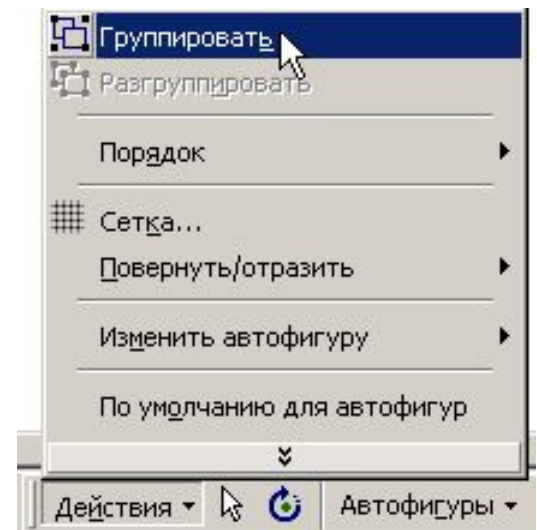 Группировать
Разгруппировать
Порядок
Сетка...
Повернуть/отразить
Изменить автофигуру
По умолчанию для автофигур
Действия Автофигуры